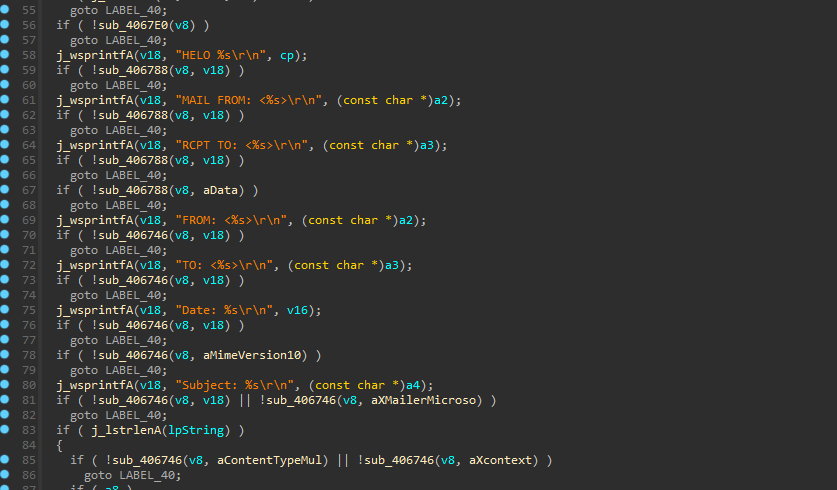 55 goto LABEL_40;
56 if ( !sub_4067E0(v8) )
57 goto LABEL_40;
58 j_wsprintfA(v18, "HELO %s\r\n", cp);
59 if ( !sub_406788(v8, v18) )
60 goto LABEL_40;
61 j_wsprintfA(v18, "MAIL FROM: <%s>\r\n", (const char *)a2);
62 if ( !sub_406788(v8, v18) )
63 goto LABEL_40;
64 j_wsprintfA(v18, "RCPT TO: <%s>\r\n", (const char *)a3);
65 if ( !sub_406788(v8, v18) )
66 goto LABEL_40;
67 if ( !sub_406788(v8, aData) )
68 goto LABEL_40;
69 j_wsprintfA(v18, "FROM: <%s>\r\n", (const char *)a2);
70 if ( !sub_406746(v8, v18) )
71 goto LABEL_40;
72 j_wsprintfA(v18, "TO: <%s>\r\n", (const char *)a3);
73 if ( !sub_406746(v8, v18) )
74 goto LABEL_40;
75 j_wsprintfA(v18, "Date: %s\r\n", v16);
76 if ( !sub_406746(v8, v18) )
77 goto LABEL_40;
78 if ( !sub_406746(v8, aMimeVersion10) )
79 goto LABEL_40;
80 j_wsprintfA(v18, "Subject: %s\r\n", (const char *)a4);
81 if ( !sub_406746(v8, v18) || !sub_406746(v8, aXMailerMicroso) )
82 goto LABEL_40;
83 if ( j_lstrlenA(lpString) )
84 {
85 if ( !sub_406746(v8, aContentTypeMul) || !sub_406746(v8, aXcontext) )
86 goto LABEL_40;
87 if ( a8 )